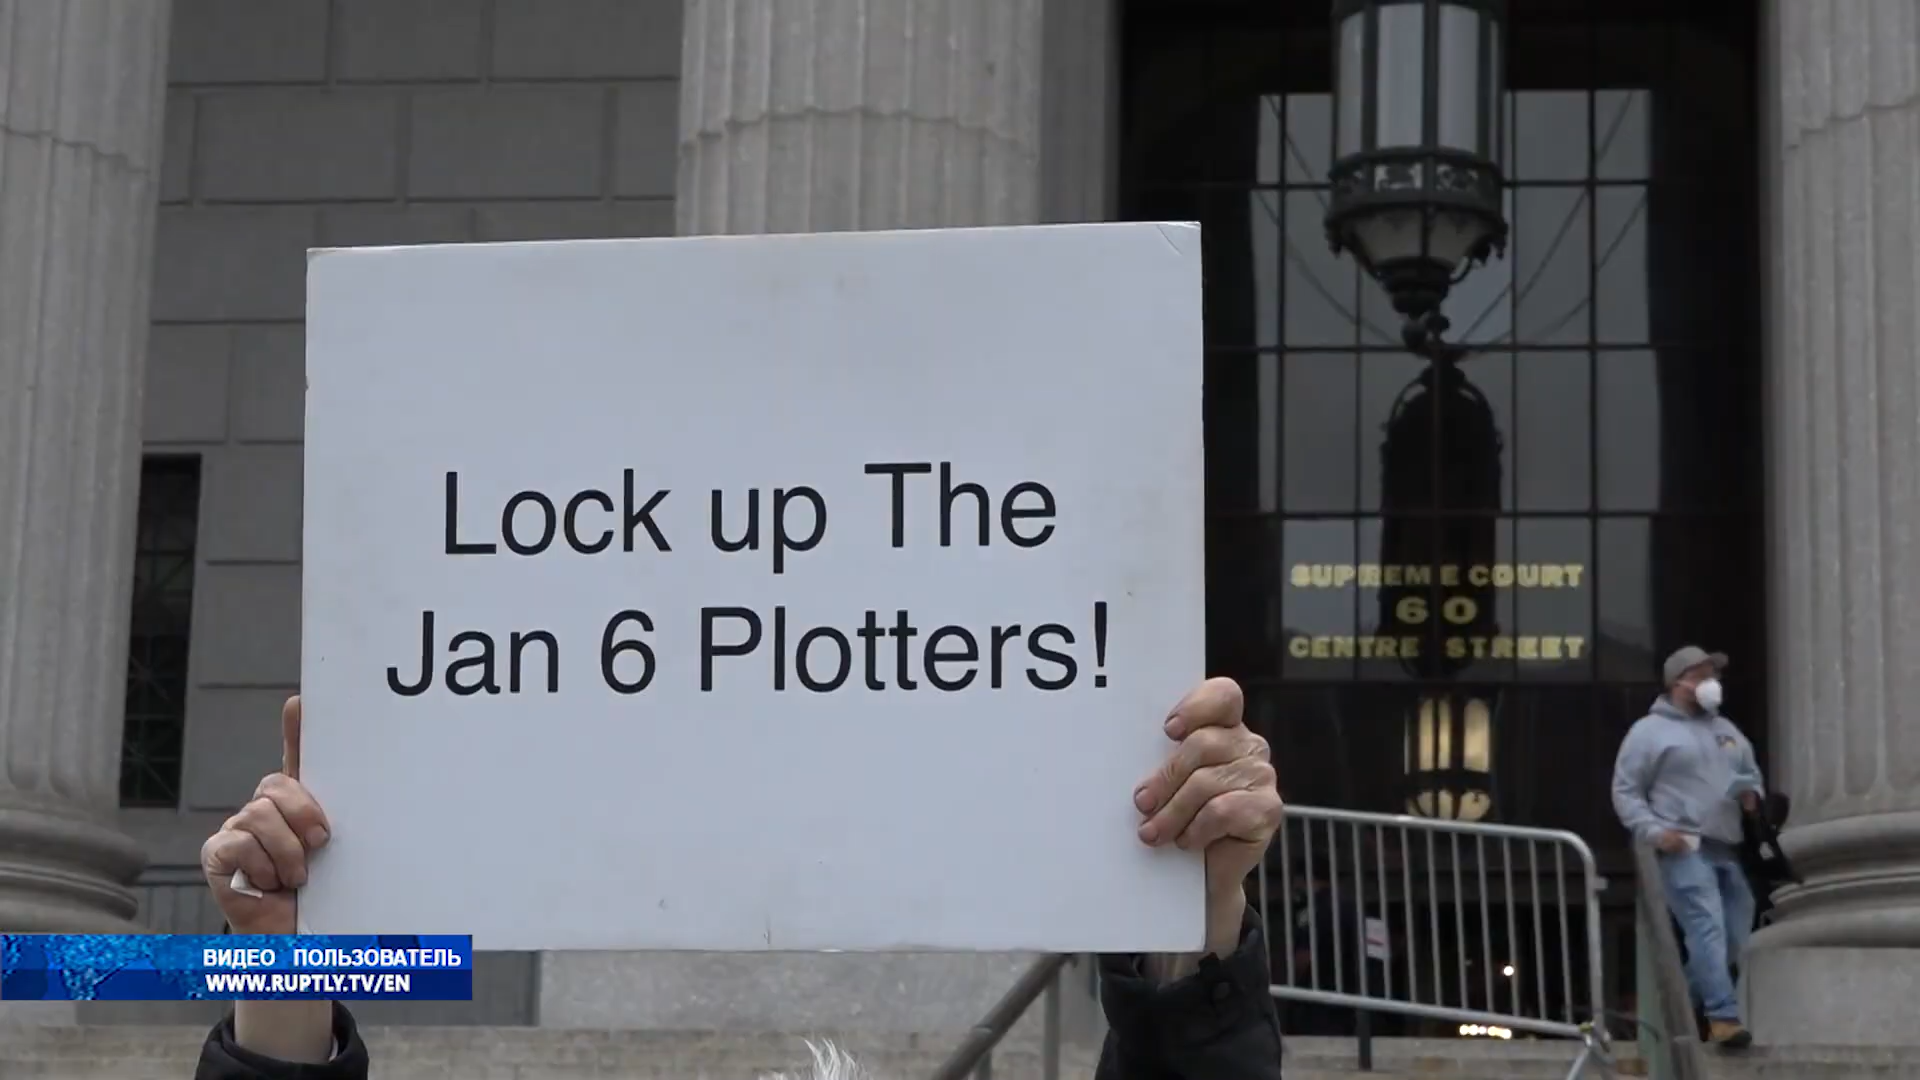 Lock up The
Jan 6 Plotters!
SUPREME COURT
60
CENTRE STREET
ВИДЕО ПОЛЬЗОВАТЕЛЬ
WWW.RUPTLY.TV/EN